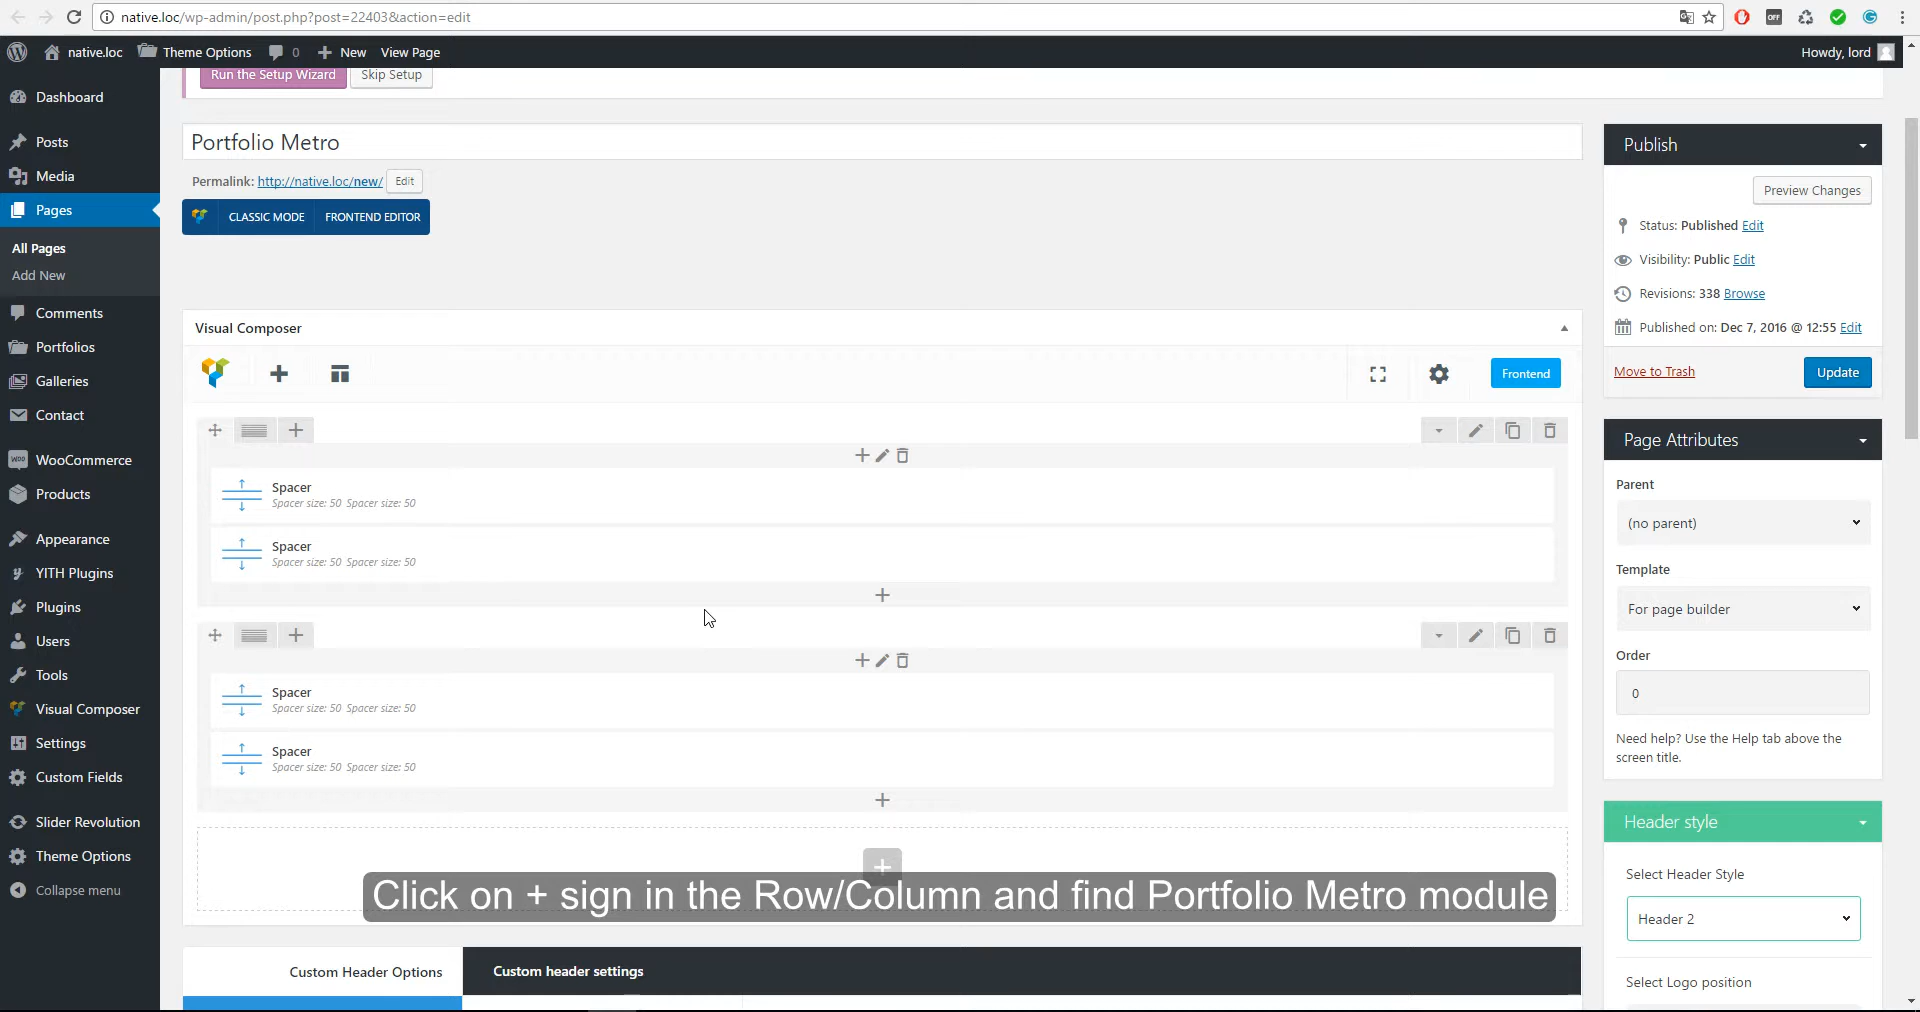 native.loc/wp-admin/post.php?post=22403&action=edit
OFF
native.loc
Theme Options
0
New
View Page
Howdy, lord
Run the Setup Wizard
Skip Setup
Dashboard
Posts
Media
Pages
All Pages
Add New
Comments
Portfolios
Galleries
Contact
WooCommerce
Products
Appearance
YITH Plugins
Plugins
Users
Tools
Visual Composer
Settings
Custom Fields
Slider Revolution
Theme Options
Collapse menu
Portfolio Metro
Permalink: http://native.loc/new/ Edit
CLASSIC MODE
FRONTEND EDITOR
Visual Composer
Frontend
Spacer
Spacer size: 50 Spacer size: 50
Spacer
Spacer size: 50 Spacer size: 50
Spacer
Spacer size: 50 Spacer size: 50
Spacer
Spacer size: 50 Spacer size: 50
Click on + sign in the Row/Column and find Portfolio Metro module
Custom Header Options
Custom header settings
Publish
Preview Changes
Status: Published Edit
Visibility: Public Edit
Revisions: 338 Browse
Published on: Dec 7, 2016 @ 12:55 Edit
Move to Trash
Update
Page Attributes
Parent
(no parent)
Template
For page builder
Order
0
Need help? Use the Help tab above the
screen title.
Header style
Select Header Style
Header 2
Select Logo position